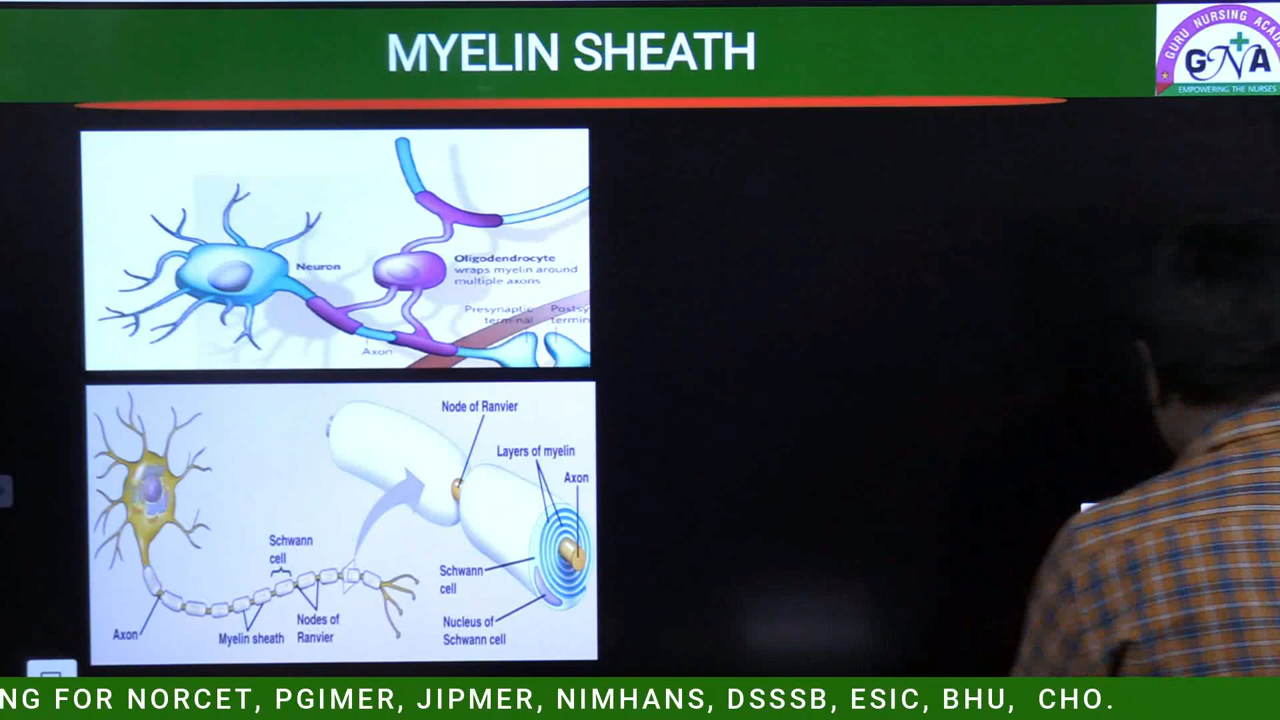 MYELIN SHEATH
GURU NURSING
GNA
EMPOWERING THE NURSES
Neuron
Oligodendrocyte
wraps myelin around
multiple axons
Presynaptic
Axon
Node of Ranvier
Layers of myelin
Axon
Schwann
cell
Schwann
cell
Nucleus of
Schwann cell
Nodes of
Ranvier
Myelin sheath
Axon
NG FOR NORCET, PGIMER, JIPMER, NIMHANS, DSSSB, ESIC, BHU, CHO.